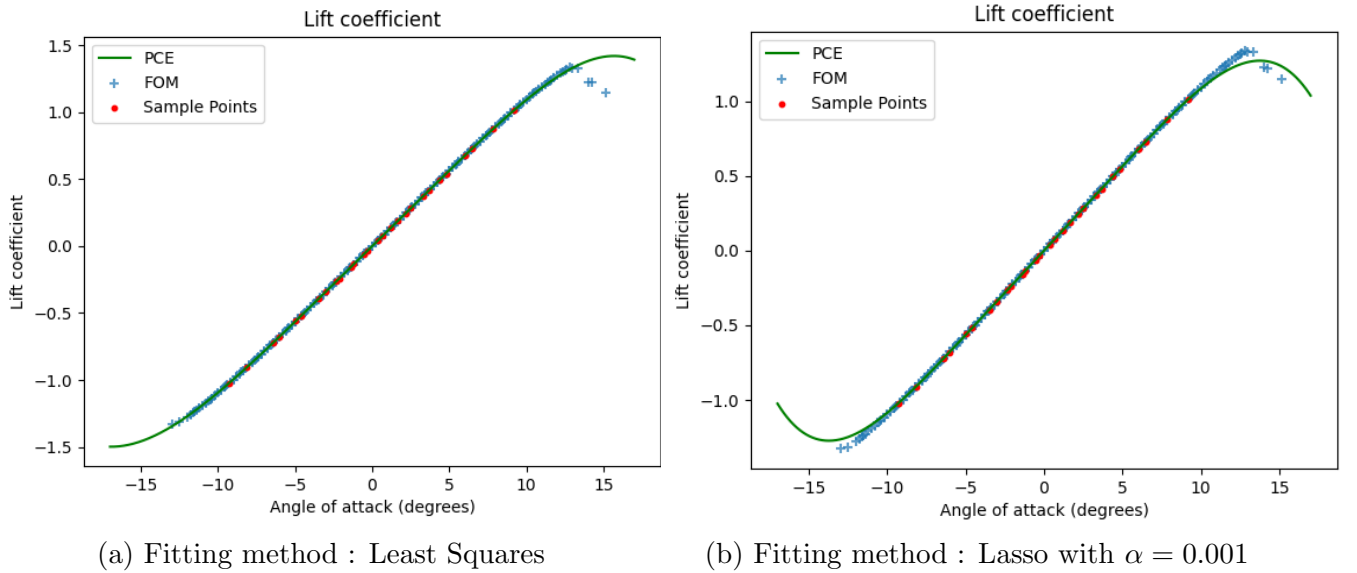 Lift coefficient
PCE
FOM
Sample Points
1.5
1.0
0.5
0.0
−0.5
−1.0
−1.5
Lift coefficient
−15
−10
−5
0
5
10
15
Angle of attack (degrees)
(a) Fitting method : Least Squares
Lift coefficient
PCE
FOM
Sample Points
1.0
0.5
0.0
−0.5
−1.0
Lift coefficient
−15
−10
−5
0
5
10
15
Angle of attack (degrees)
(b) Fitting method : Lasso with α = 0.001